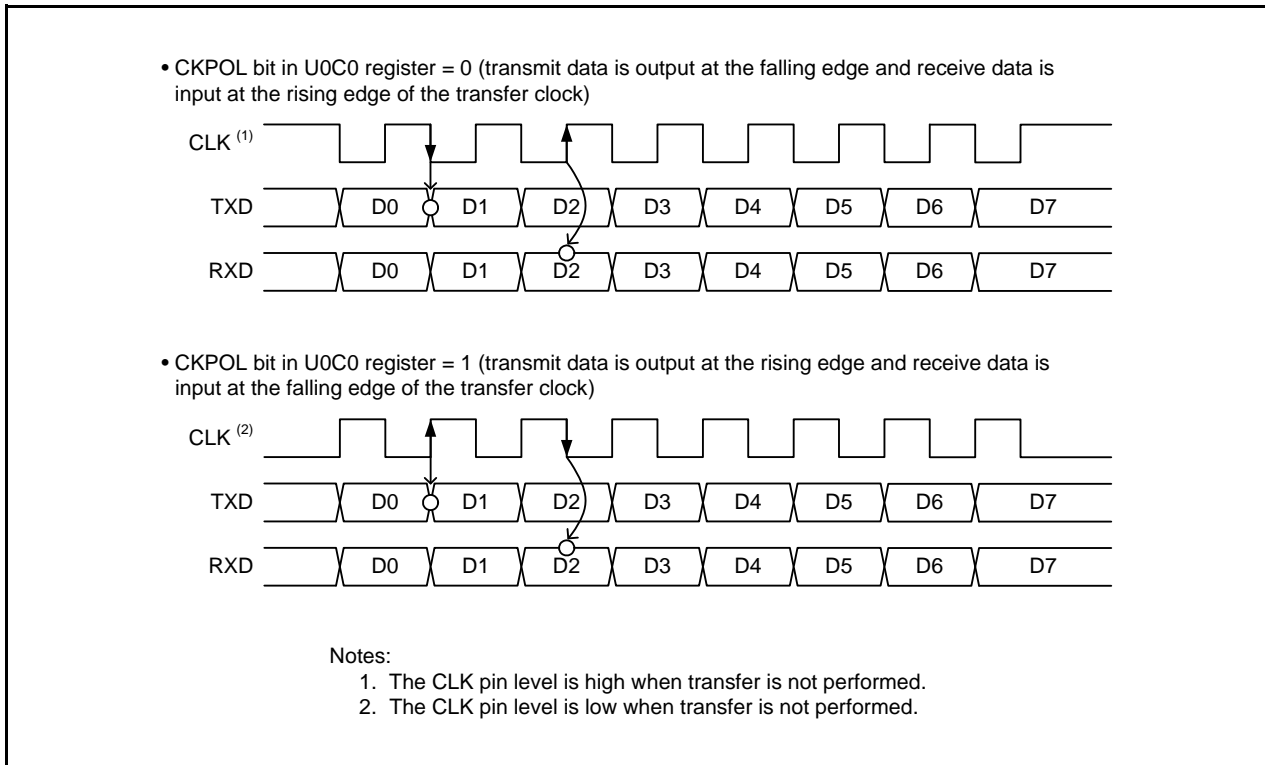 • CKPOL bit in U0C0 register = 0 (transmit data is output at the falling edge and receive data is
input at the rising edge of the transfer clock)
CLK (1)
TXD D0 D1 D2 D3 D4 D5 D6 D7
RXD D0 D1 D2 D3 D4 D5 D6 D7
• CKPOL bit in U0C0 register = 1 (transmit data is output at the rising edge and receive data is
input at the falling edge of the transfer clock)
CLK (2)
TXD D0 D1 D2 D3 D4 D5 D6 D7
RXD D0 D1 D2 D3 D4 D5 D6 D7
Notes:
1. The CLK pin level is high when transfer is not performed.
2. The CLK pin level is low when transfer is not performed.